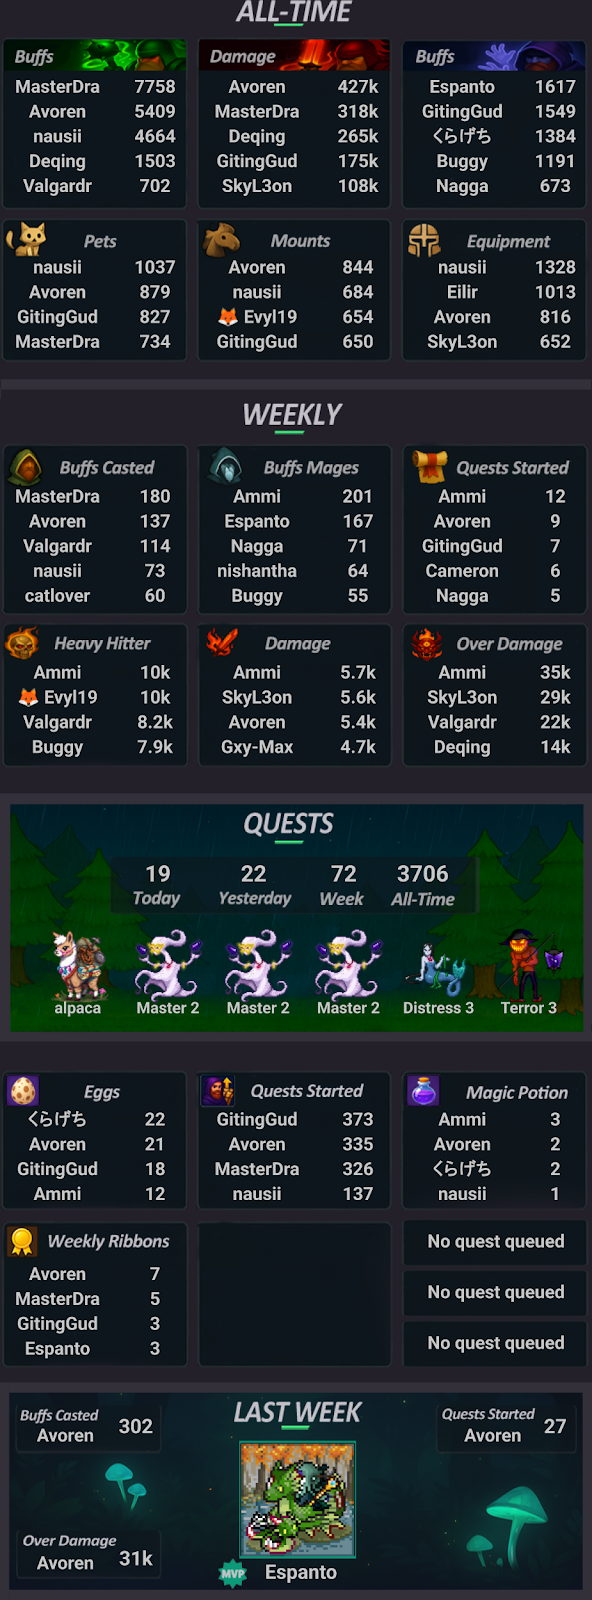 ALL-TIME
Buffs
MasterDra 7758
Avoren 5409
nausii 4664
Deqing 1503
Valgardr 702
Damage
Avoren 427k
MasterDra 318k
Deqing 265k
GitingGud 175k
SkyL3on 108k
Buffs
Espanto 1617
GitingGud 1549
くらげち 1384
Buggy 1191
Nagga 673
Pets
nausii 1037
Avoren 879
GitingGud 827
MasterDra 734
Mounts
Avoren 844
nausii 684
🦊 Evyl19 654
GitingGud 650
Equipment
nausii 1328
Eilir 1013
Avoren 816
SkyL3on 652
WEEKLY
Buffs Casted
MasterDra 180
Avoren 137
Valgardr 114
nausii 73
catlover 60
Buffs Mages
Ammi 201
Espanto 167
Nagga 71
nishantha 64
Buggy 55
Quests Started
Ammi 12
Avoren 9
GitingGud 7
Cameron 6
Nagga 5
Heavy Hitter
Ammi 10k
🦊 Evyl19 10k
Valgardr 8.2k
Buggy 7.9k
Damage
Ammi 5.7k
SkyL3on 5.6k
Avoren 5.4k
Gxy-Max 4.7k
Over Damage
Ammi 35k
SkyL3on 29k
Valgardr 22k
Deqing 14k
QUESTS
19 22 72 3706
Today Yesterday Week All-Time
alpaca Master 2 Master 2 Master 2 Distress 3 Terror 3
Eggs
くらげち 22
Avoren 21
GitingGud 18
Ammi 12
Quests Started
GitingGud 373
Avoren 335
MasterDra 326
nausii 137
Magic Potion
Ammi 3
Avoren 2
くらげち 2
nausii 1
Weekly Ribbons
Avoren 7
MasterDra 5
GitingGud 3
Espanto 3
No quest queued
No quest queued
No quest queued
LAST WEEK
Buffs Casted
Avoren 302
Quests Started
Avoren 27
Over Damage
Avoren 31k
MVP Espanto